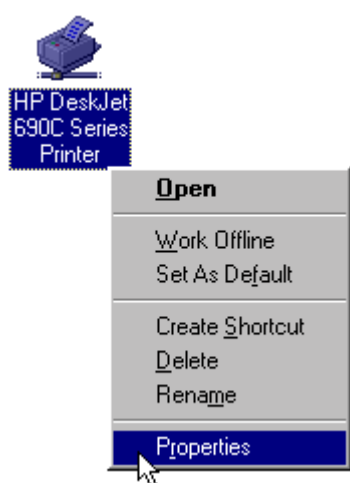 HP DeskJet
690C Series
Printer
Open
Work Offline
Set As Default
Create Shortcut
Delete
Rename
Properties